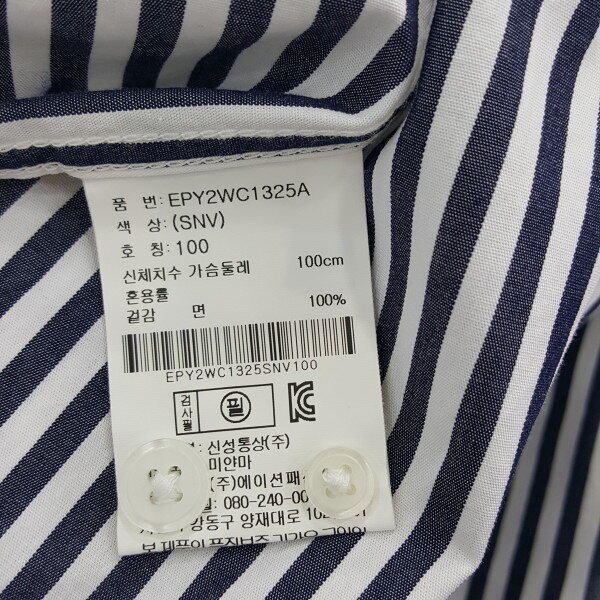 품 번: EPY2WC1325A
색 상: (SNV)
호 칭: 100
신체치수 가슴둘레 100cm
혼용률
겉감 면 100%
EPY2WC1325SNV100
검사필 필
: 신성통상(주)
미얀마
(주)에이션패
: 080-240-00
강동구 양재대로